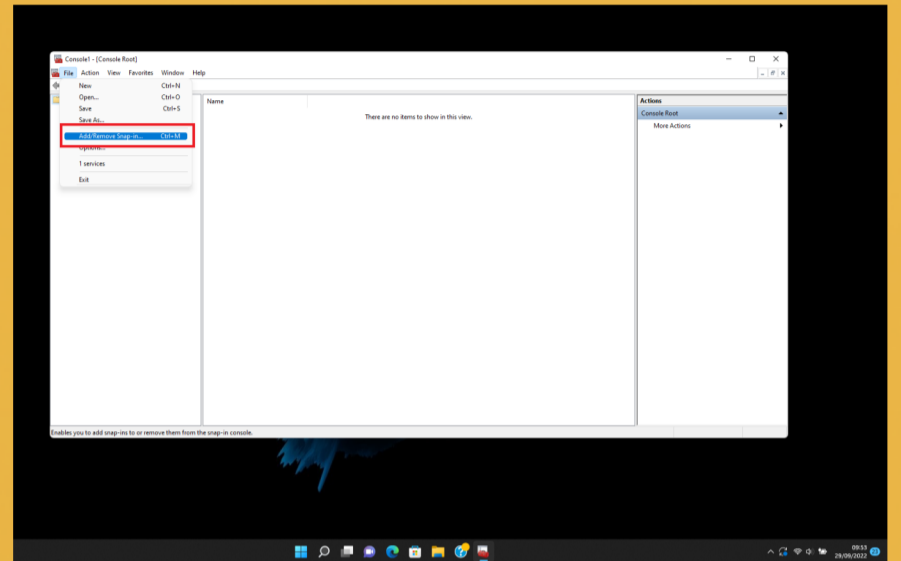 Console1 - [Console Root]
File Action View Favorites Window Help
New Ctrl+N
Open... Ctrl+O
Save Ctrl+S
Save As...
Add/Remove Snap-in... Ctrl+M
Options...
1 services
Exit
Name
There are no items to show in this view.
Actions
Console Root
More Actions
Enables you to add snap-ins to or remove them from the snap-in console.
09:53
29/09/2022